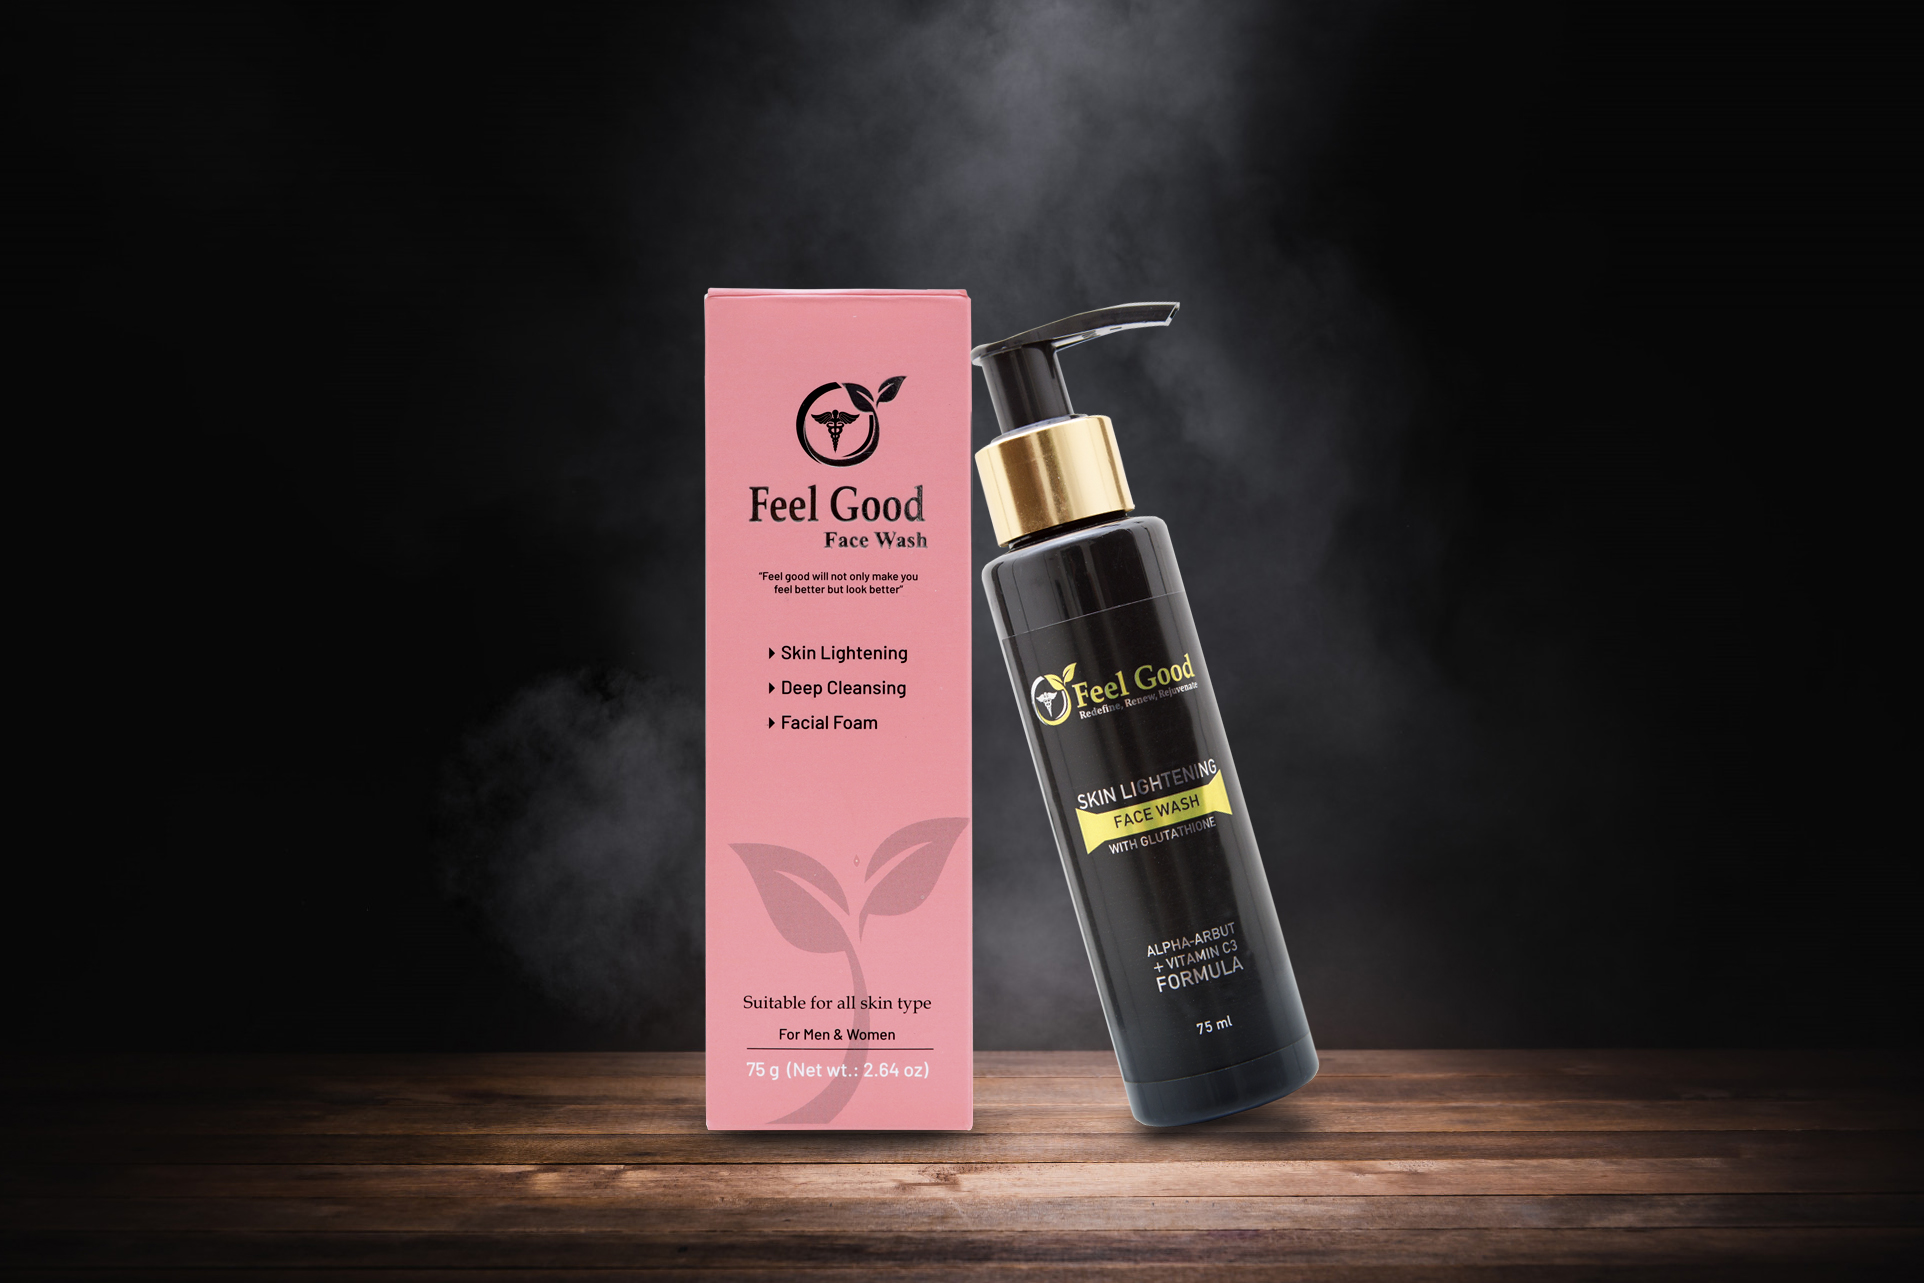 Feel Good
Face Wash
"Feel good will not only make you
feel better but look better"
Skin Lightening
Deep Cleansing
Facial Foam
Suitable for all skin type
For Men & Women
75 g (Net wt.: 2.64 oz)
Feel Good
Redefine, Renew, Rejuvenate
SKIN LIGHTENING
FACE WASH
WITH GLUTATHIONE
ALPHA-ARBUT
+ VITAMIN C3
FORMULA
75 ml